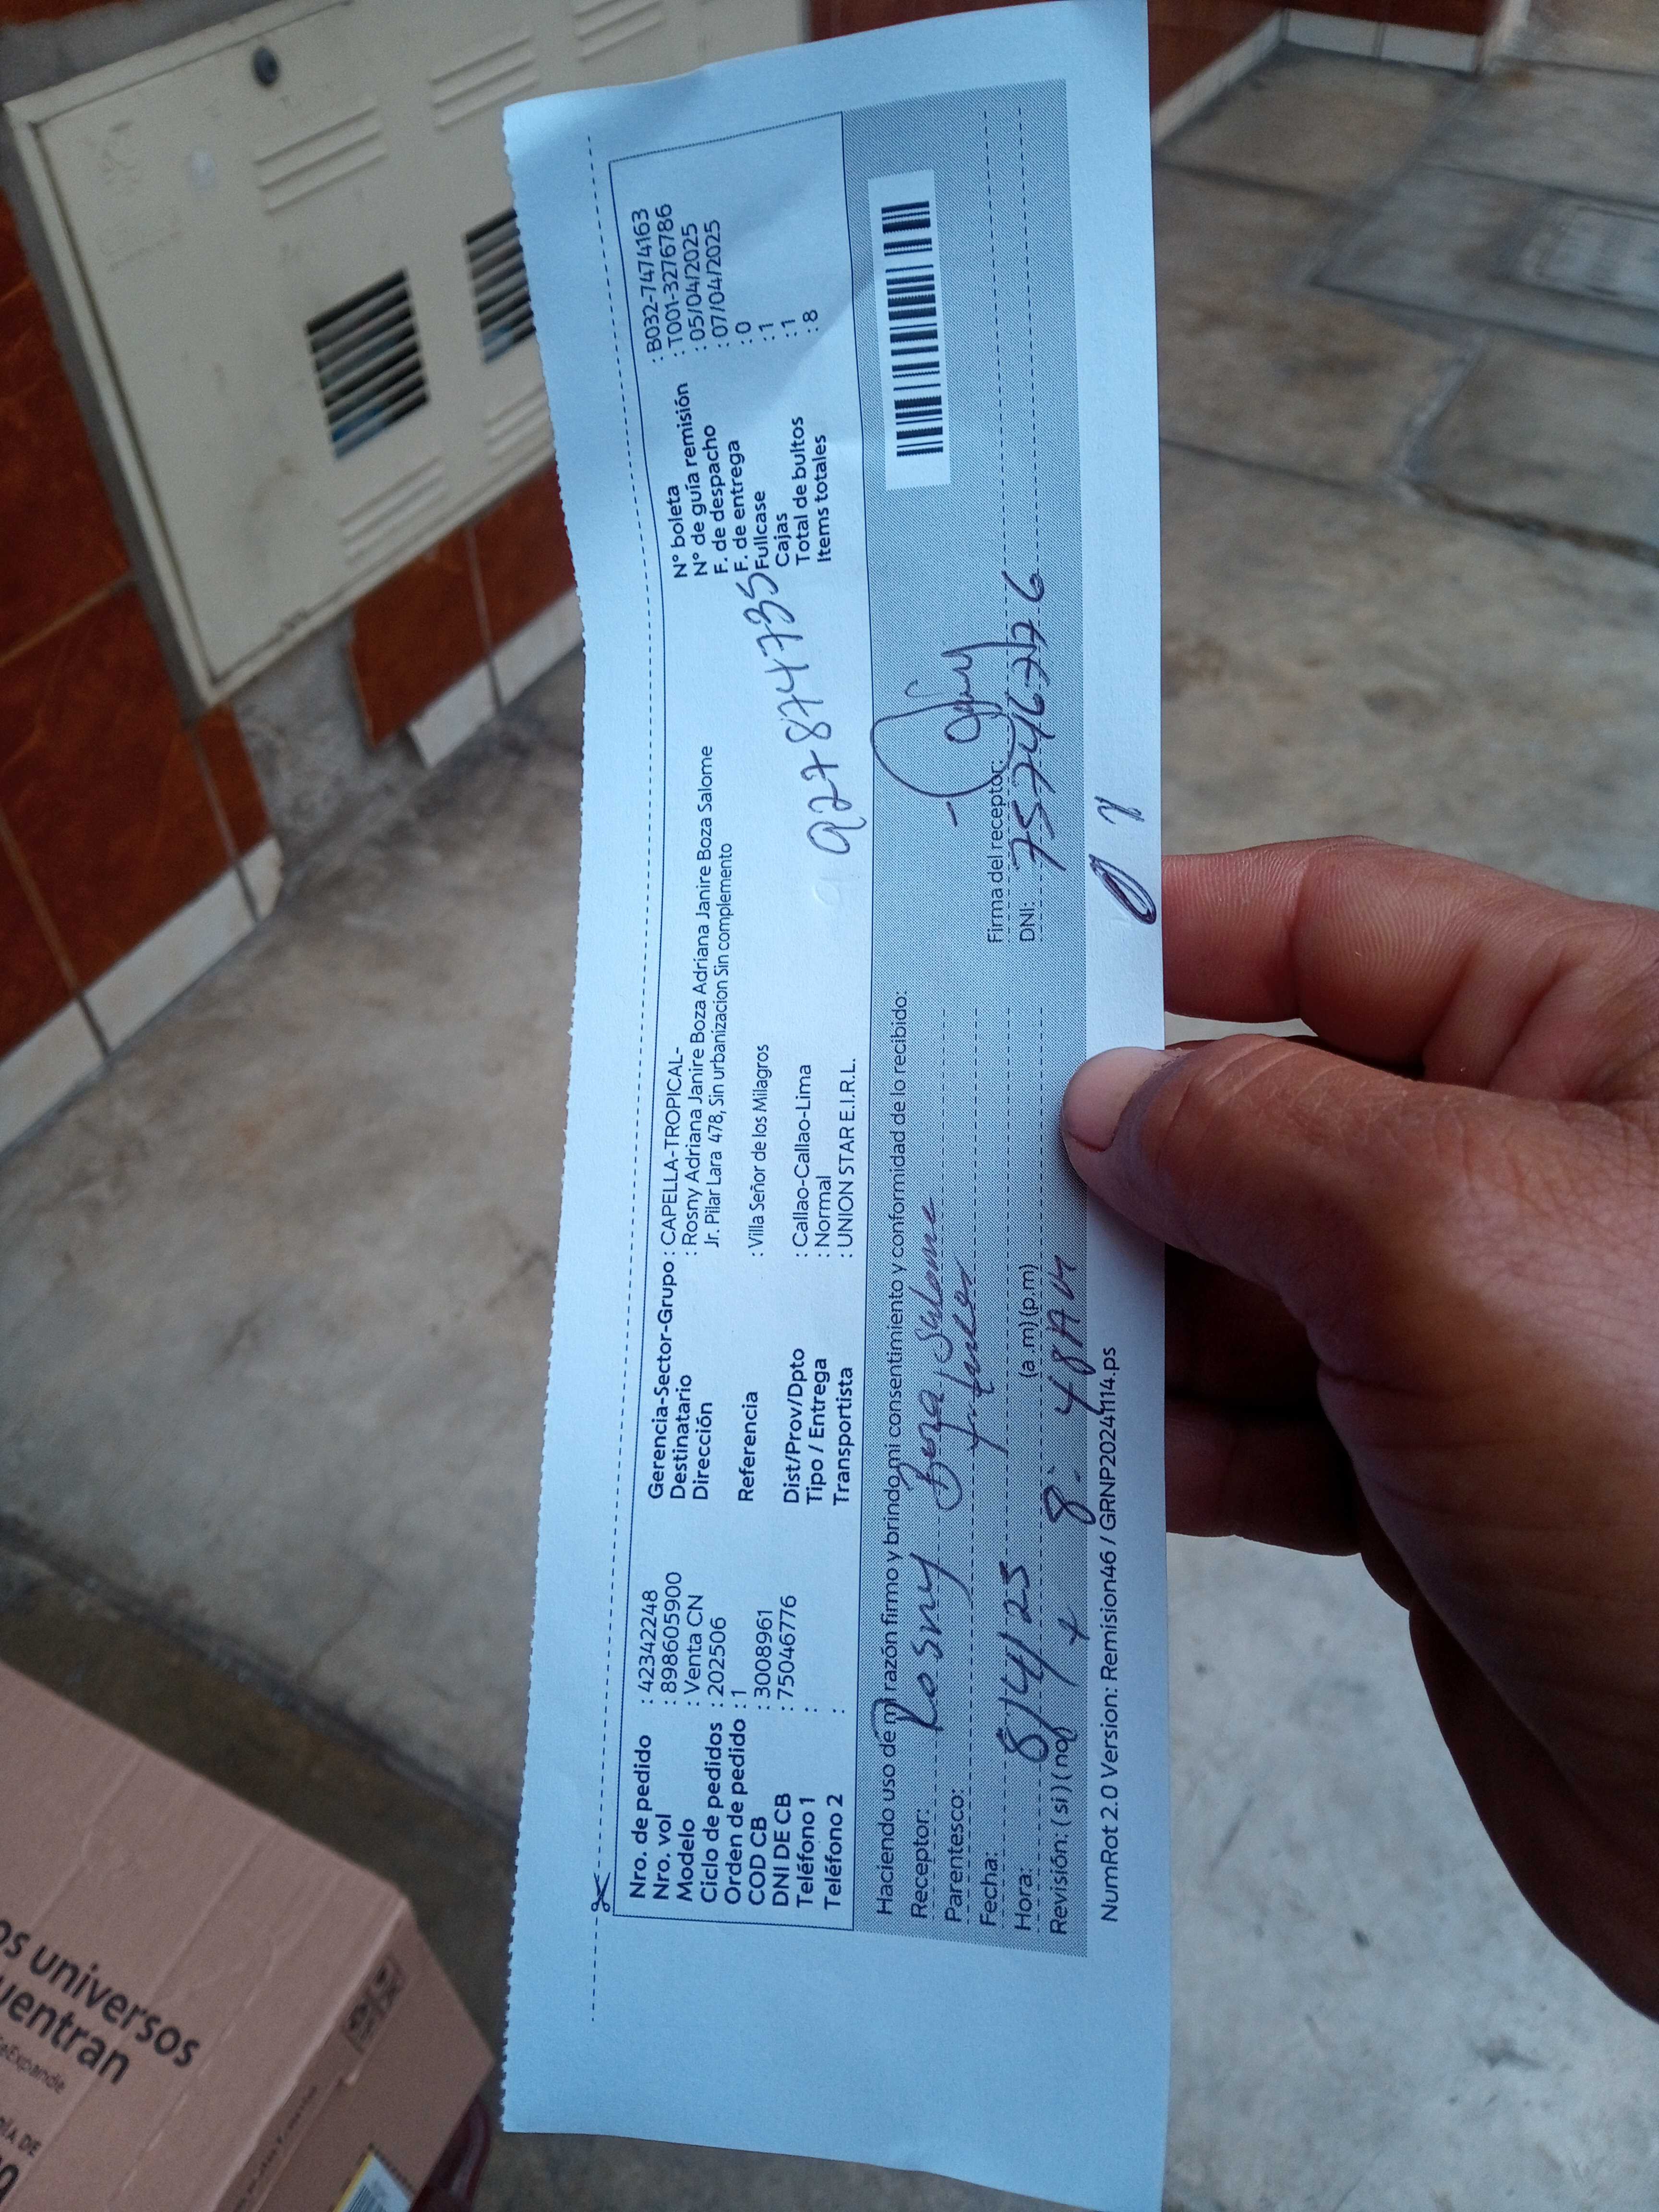 Nro. de pedido : 42342248
Nro. vol : 898605900
Modelo : Venta CN
Ciclo de pedidos : 202506
Orden de pedido : 1
COD CB : 3008961
DNI DE CB : 75046776
Teléfono 1 :
Teléfono 2 :
Gerencia-Sector-Grupo : CAPELLA-TROPICAL-
Destinatario : Rosny Adriana Janire Boza Adriana Janire Boza Salome
Dirección Jr. Pilar Lara 478, Sin urbanizacion Sin complemento
Referencia : Villa Señor de los Milagros
Dist/Prov/Dpto : Callao-Callao-Lima
Tipo / Entrega : Normal
Transportista : UNION STAR E.I.R.L.
N° boleta : B032-7474163
N° de guía remisión : T001-3276786
F. de despacho : 05/04/2025
F. de entrega : 07/04/2025
Fullcase : 0
Cajas : 1
Total de bultos : 1
Items totales : 8
927874735
Haciendo uso de mi razón firmo y brindo mi consentimiento y conformidad de lo recibido:
Receptor: Rosny Boza Salome
Parentesco:
Fecha: 8/4/25
Hora: 8:48AM (a.m) (p.m)
Revisión: (si) (no)
Firma del receptor:
DNI:
NumRot 2.0 Version: Remision46 / GRNP20241114.ps
os universos
uentran